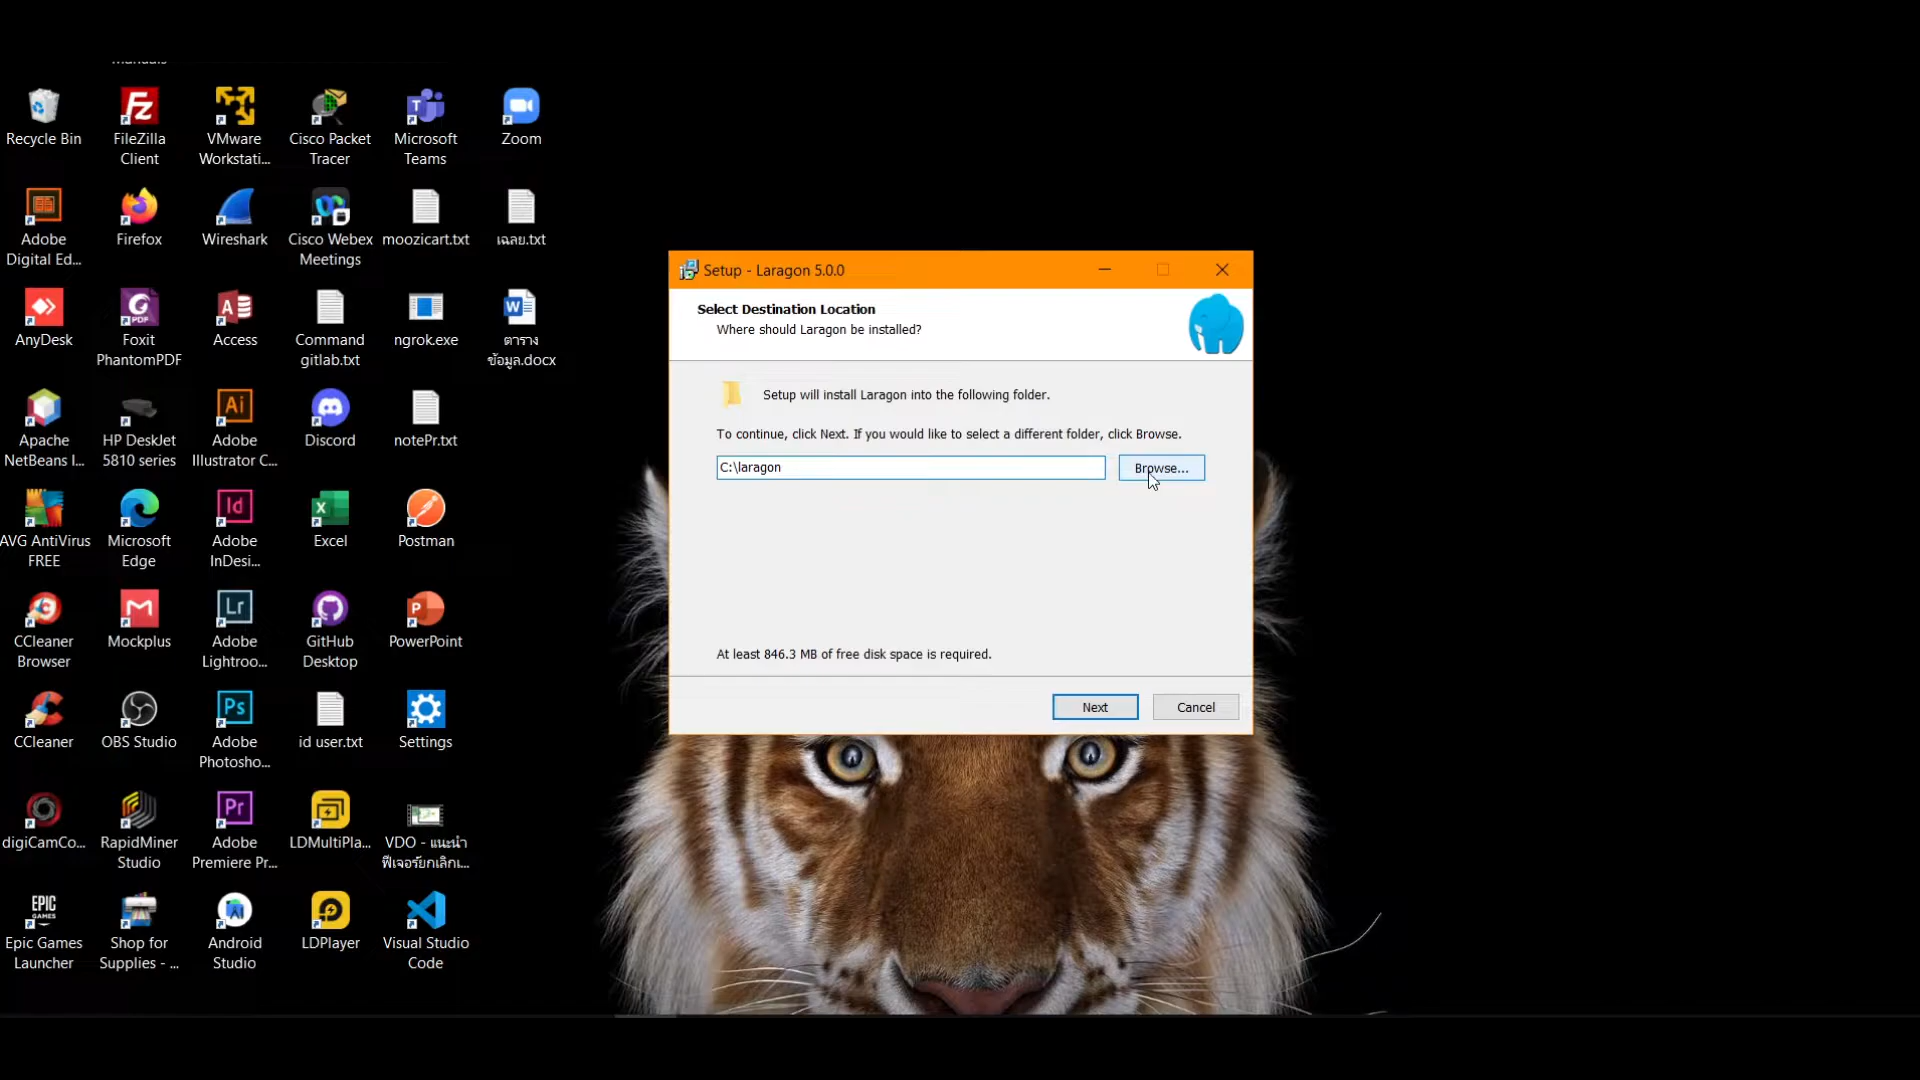 Recycle Bin
FileZilla
Client
VMware
Workstati...
Cisco Packet
Tracer
Microsoft
Teams
Zoom
Adobe
Digital Ed...
Firefox
Wireshark
Cisco Webex
Meetings
moozicart.txt
เฉลย.txt
AnyDesk
Foxit
PhantomPDF
Access
Command
gitlab.txt
ngrok.exe
ตาราง
ข้อมูล.docx
Apache
NetBeans I...
HP DeskJet
5810 series
Adobe
Illustrator C...
Discord
notePr.txt
AVG AntiVirus
FREE
Microsoft
Edge
Adobe
InDesi...
Excel
Postman
CCleaner
Browser
Mockplus
Adobe
Lightroo...
GitHub
Desktop
PowerPoint
CCleaner
OBS Studio
Adobe
Photosho...
id user.txt
Settings
digiCamCo...
RapidMiner
Studio
Adobe
Premiere Pr...
LDMultiPla...
VDO - แนะนำ
ฟีเจอร์ยกเลิกเ...
EPIC
GAMES
Epic Games
Launcher
Shop for
Supplies - ...
Android
Studio
LDPlayer
Visual Studio
Code
Setup - Laragon 5.0.0
Select Destination Location
Where should Laragon be installed?
Setup will install Laragon into the following folder.
To continue, click Next. If you would like to select a different folder, click Browse.
C:\laragon
Browse...
At least 846.3 MB of free disk space is required.
Next
Cancel